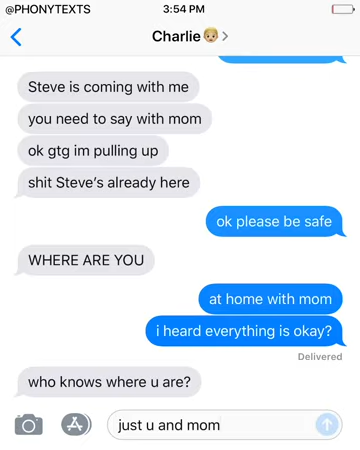 @PHONYTEXTS 3:54 PM
Charlie👼🏼
Steve is coming with me
you need to say with mom
ok gtg im pulling up
shit Steve's already here
ok please be safe
WHERE ARE YOU
at home with mom
i heard everything is okay?
Delivered
who knows where u are?
just u and mom